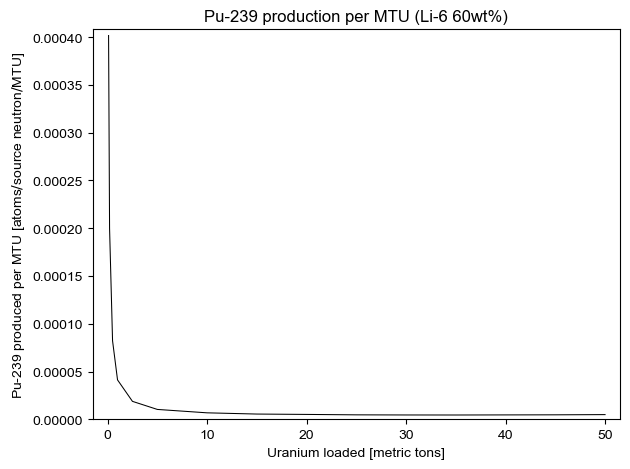 Pu-239 production per MTU (Li-6 60wt%)
Pu-239 produced per MTU [atoms/source neutron/MTU]
0.00040
0.00035
0.00030
0.00025
0.00020
0.00015
0.00010
0.00005
0.00000
0 10 20 30 40 50
Uranium loaded [metric tons]